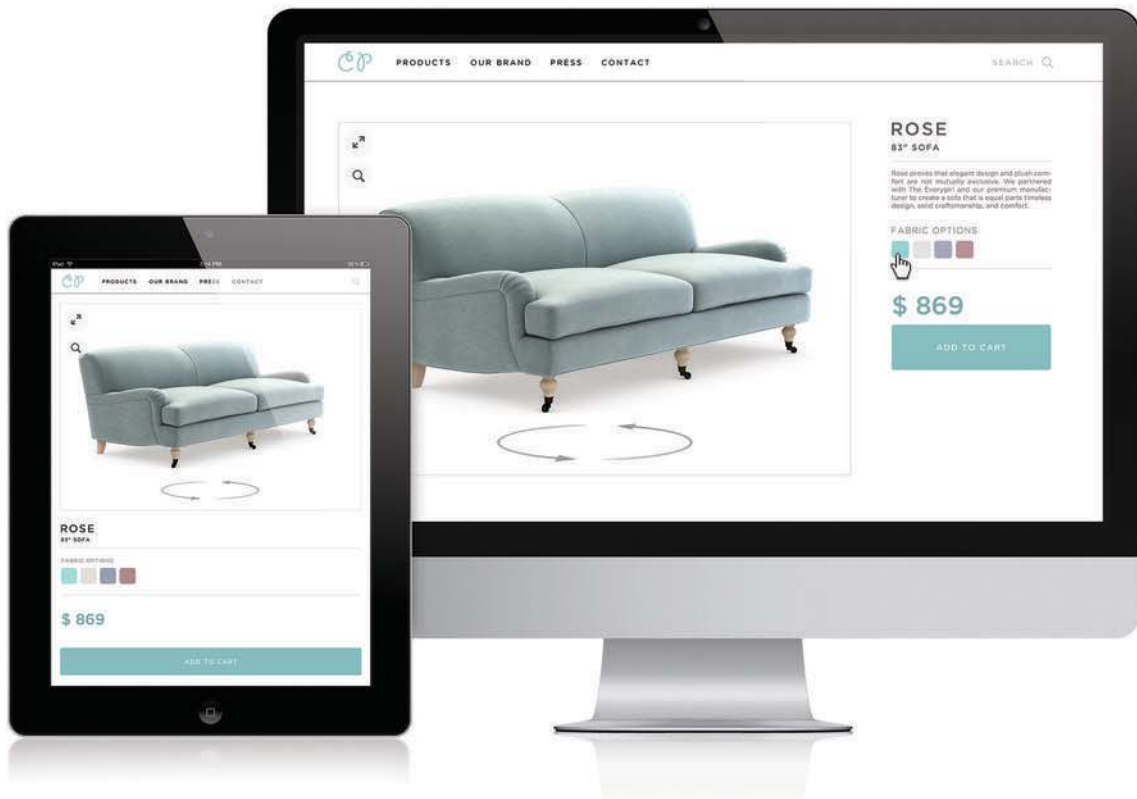 CP
PRODUCTS OUR BRAND PRESS CONTACT
SEARCH
ROSE
83" SOFA
Rose proves that elegant design and plush com-
fort are not mutually exclusive. We partnered
with The Everygirl and our premium manufac-
turer to create a sofa that is equal parts timeless
design, solid craftsmanship, and comfort.
FABRIC OPTIONS
$ 869
ADD TO CART
iPad
CP
PRODUCTS OUR BRAND PRESS CONTACT
ROSE
83" SOFA
FABRIC OPTIONS
$ 869
ADD TO CART